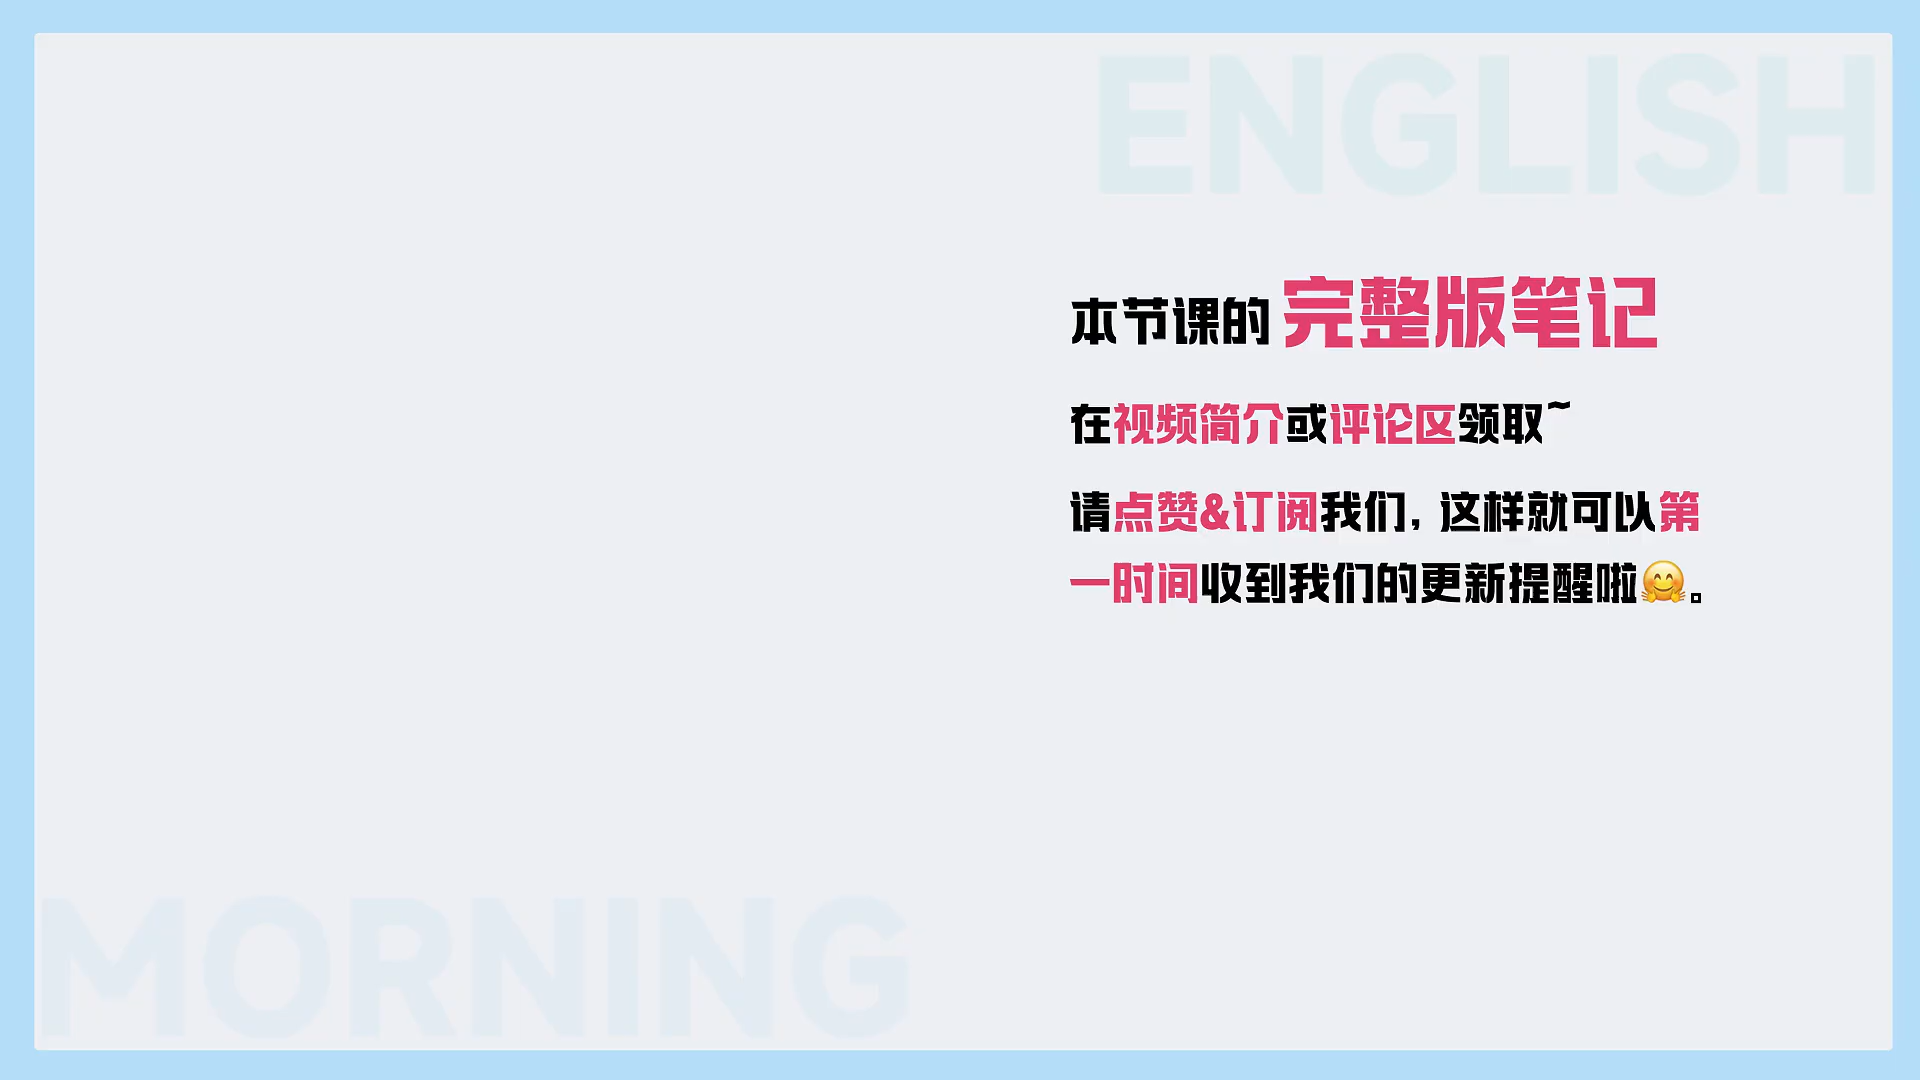 ENGLISH
本节课的 完整版笔记
在视频简介或评论区领取~
请点赞&订阅我们，这样就可以第
一时间收到我们的更新提醒啦🤗。
MORNING